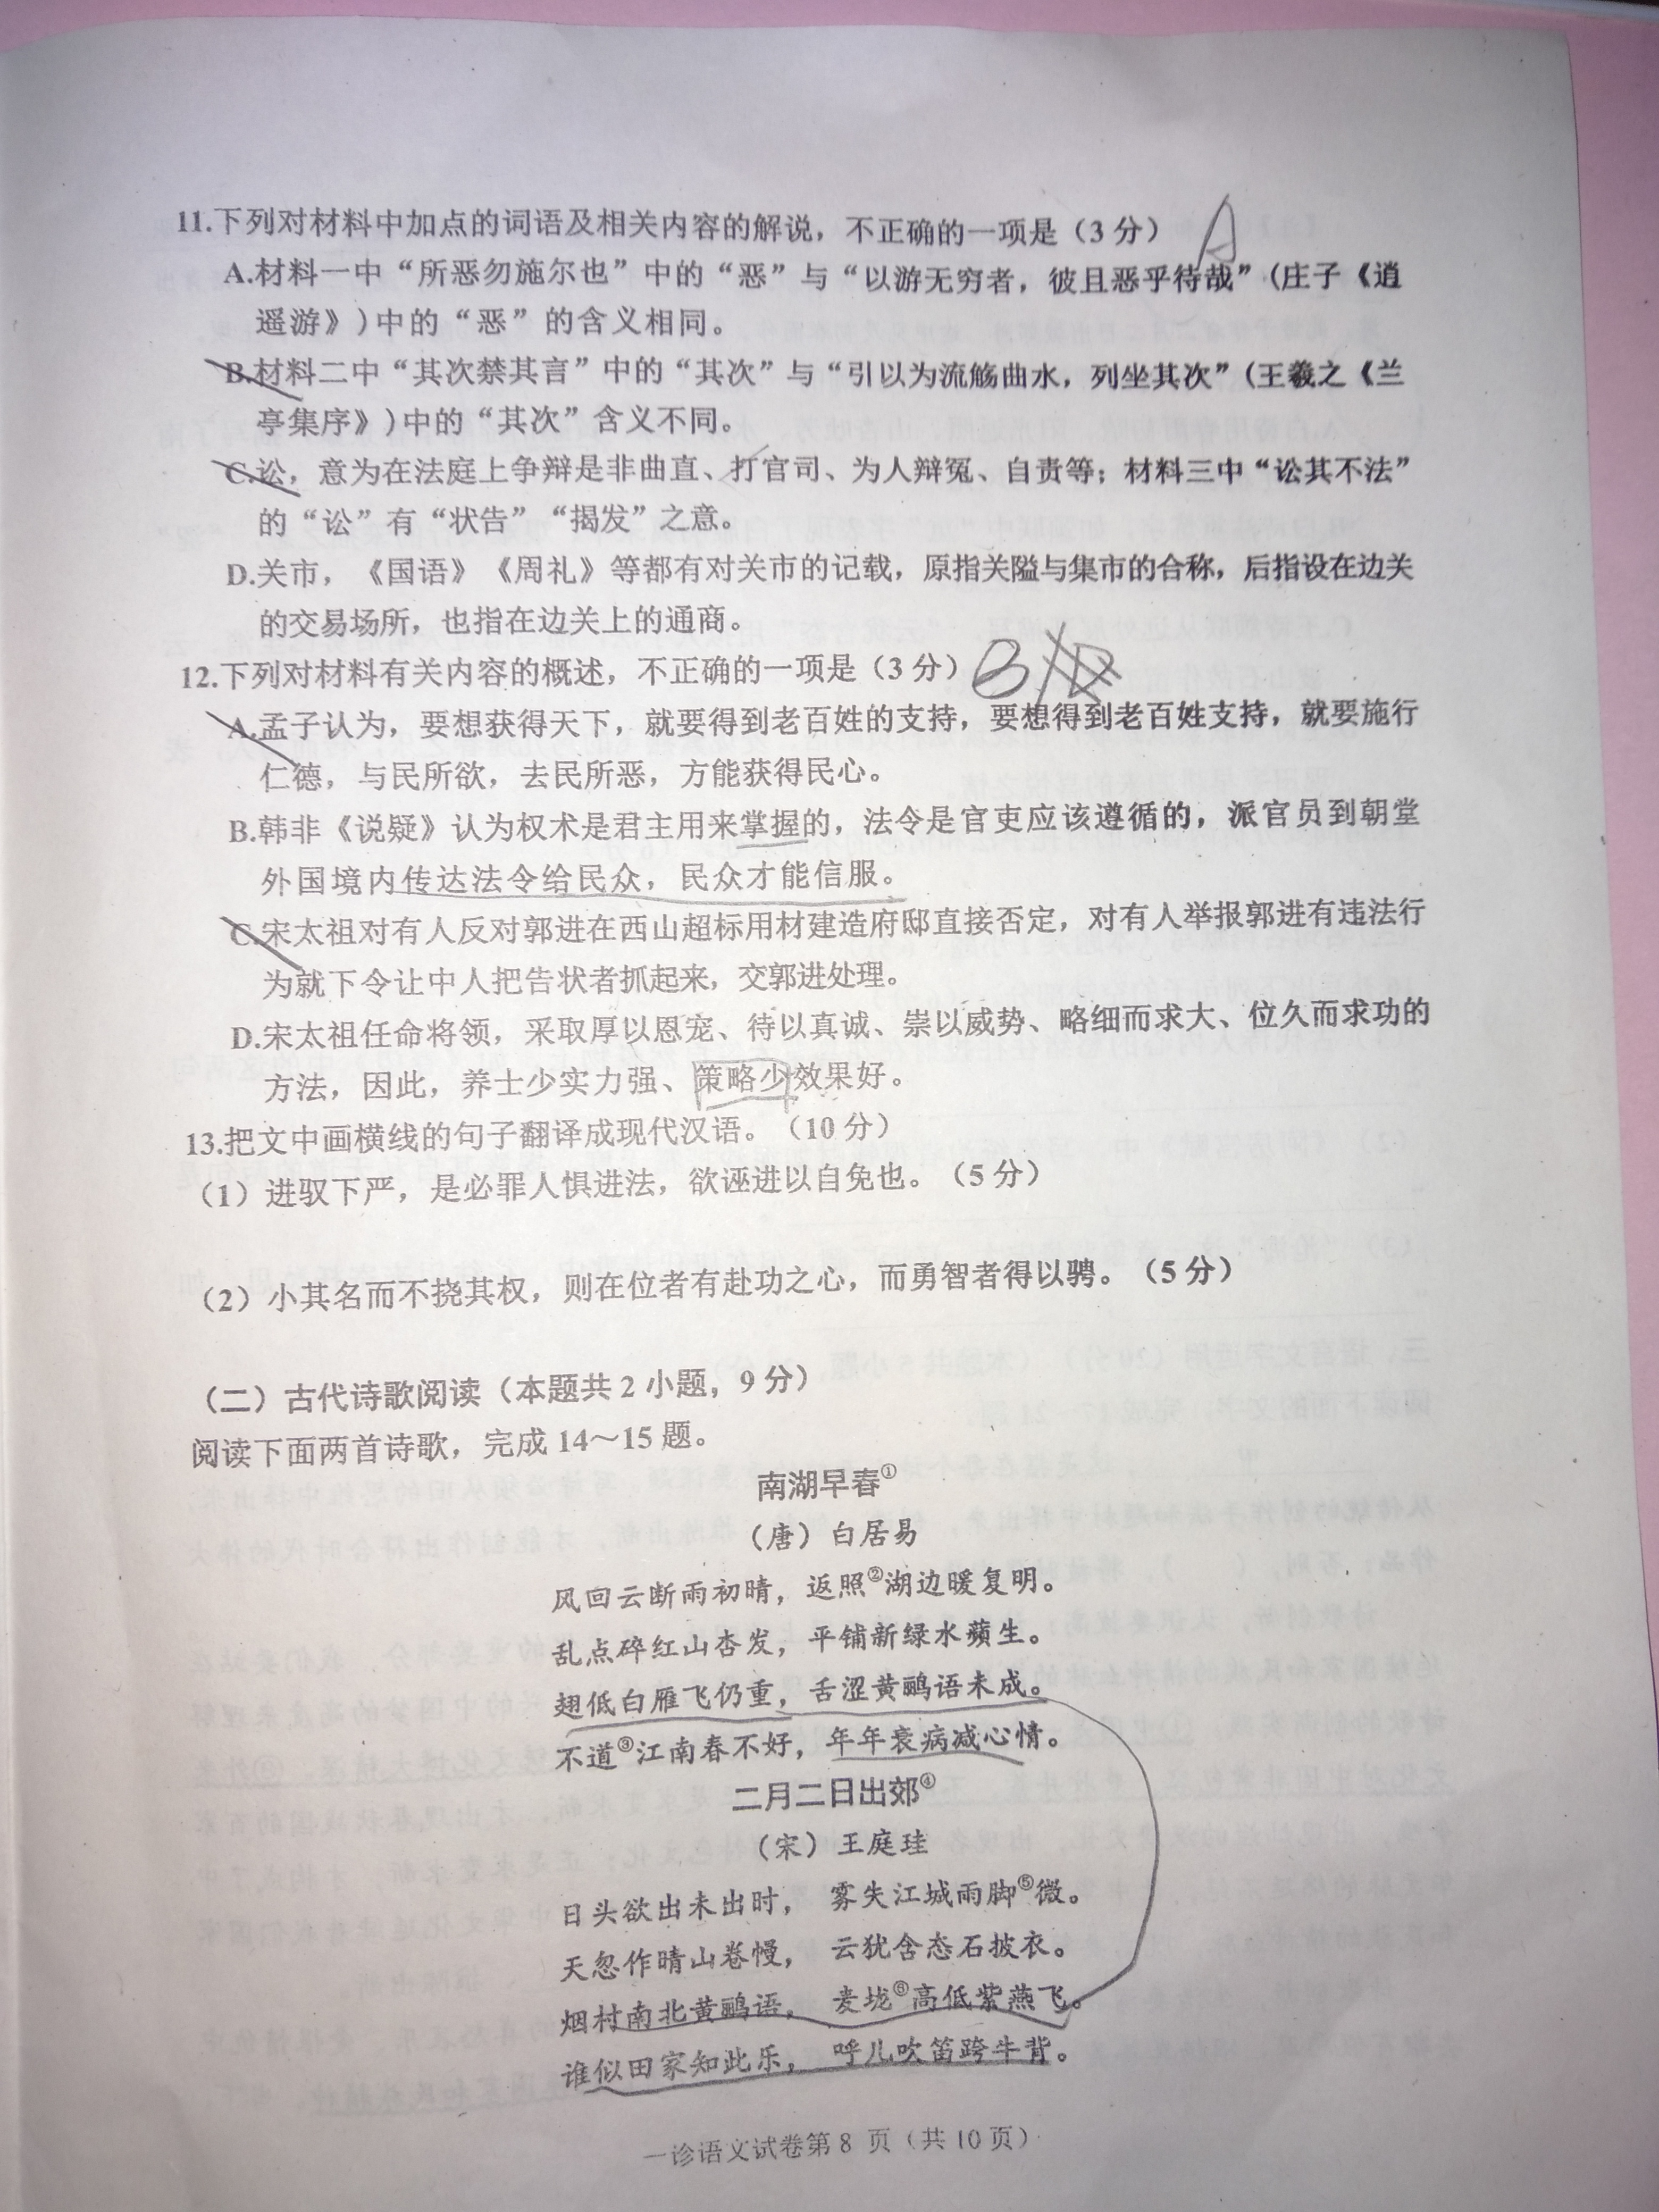 11.下列对材料中加点的词语及相关内容的解说，不正确的一项是（3 分） A
A.材料一中“所恶勿施尔也”中的“恶”与“以游无穷者，彼且恶乎待哉”（庄子《逍
遥游》）中的“恶”的含义相同。
B.材料二中“其次禁其言”中的“其次”与“引以为流觞曲水，列坐其次”（王羲之《兰
亭集序》）中的“其次”含义不同。
C.讼，意为在法庭上争辩是非曲直、打官司、为人辩冤、自责等；材料三中“讼其不法”
的“讼”有“状告”“揭发”之意。
D.关市，《国语》《周礼》等都有对关市的记载，原指关隘与集市的合称，后指设在边关
的交易场所，也指在边关上的通商。
12.下列对材料有关内容的概述，不正确的一项是（3 分） B
A.孟子认为，要想获得天下，就要得到老百姓的支持，要想得到老百姓支持，就要施行
仁德，与民所欲，去民所恶，方能获得民心。
B.韩非《说疑》认为权术是君主用来掌握的，法令是官吏应该遵循的，派官员到朝堂
外国境内传达法令给民众，民众才能信服。
C.宋太祖对有人反对郭进在西山超标用材建造府邸直接否定，对有人举报郭进有违法行
为就下令让中人把告状者抓起来，交郭进处理。
D.宋太祖任命将领，采取厚以恩宠、待以真诚、崇以威势、略细而求大、位久而求功的
方法，因此，养士少实力强、策略少效果好。
13.把文中画横线的句子翻译成现代汉语。（10 分）
（1）进驭下严，是必罪人惧进法，欲诬进以自免也。（5 分）
（2）小其名而不挠其权，则在位者有赴功之心，而勇智者得以骋。（5 分）
（二）古代诗歌阅读（本题共 2 小题，9 分）
阅读下面两首诗歌，完成 14～15 题。
南湖早春①
（唐）白居易
风回云断雨初晴，返照②湖边暖复明。
乱点碎红山杏发，平铺新绿水蘋生。
翅低白雁飞仍重，舌涩黄鹂语未成。
不道③江南春不好，年年衰病减心情。
二月二日出郊④
（宋）王庭珪
日头欲出未出时， 雾失江城雨脚⑤微。
天忽作晴山卷幔， 云犹含态石披衣。
烟村南北黄鹂语， 麦垅⑥高低紫燕飞。
谁似田家知此乐， 呼儿吹笛跨牛背。
一诊语文试卷第 8 页（共 10 页）